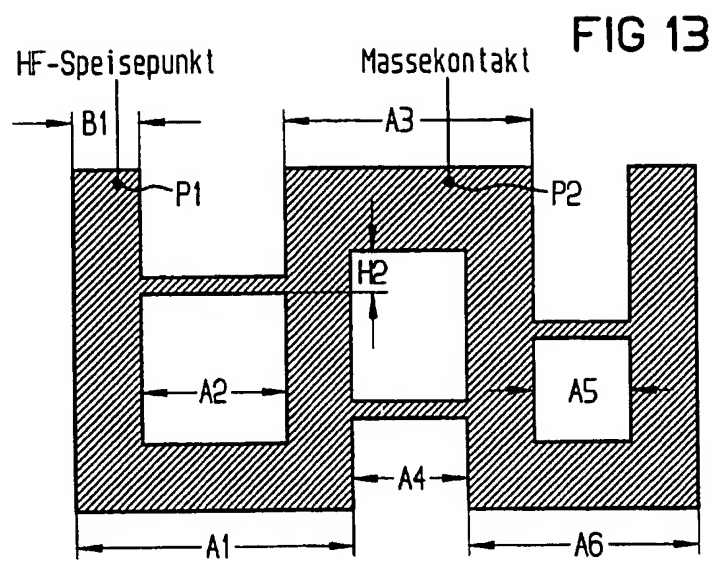 FIG 13
HF-Speisepunkt
Massekontakt
B1
A3
P1
P2
H2
A2
A5
A4
A1
A6